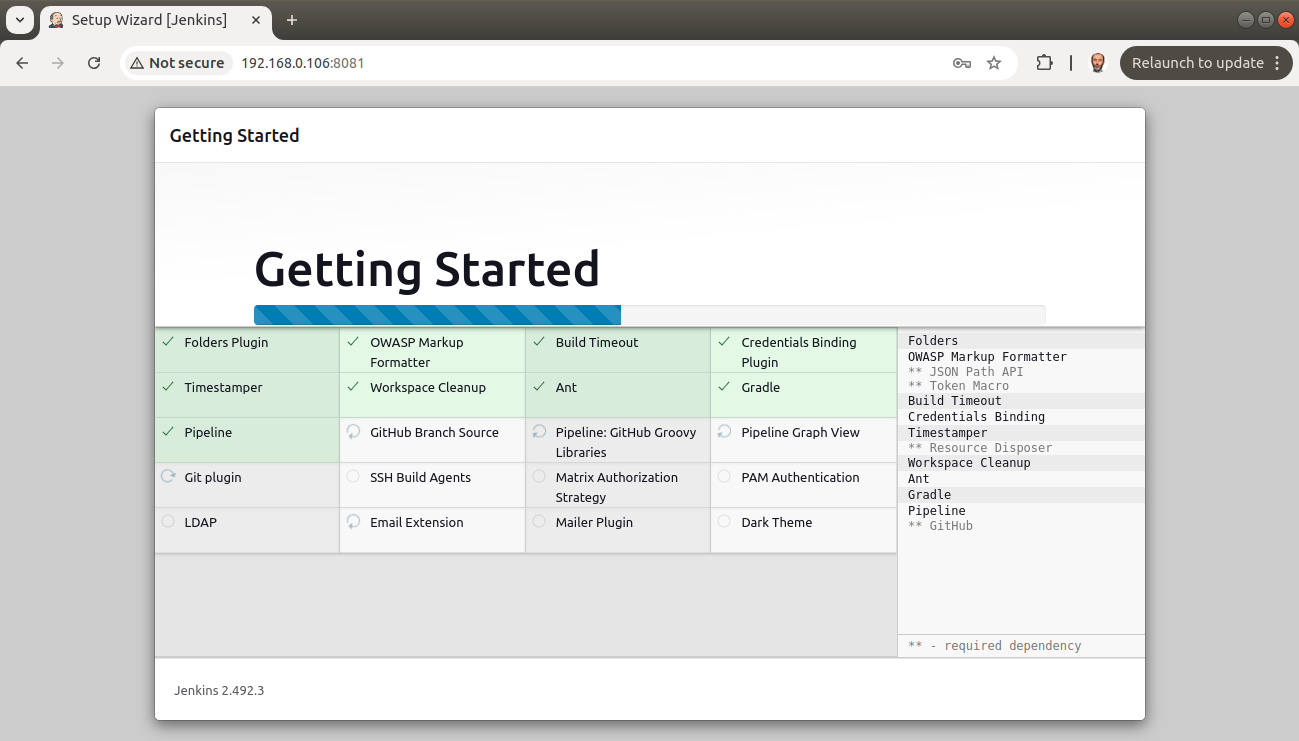 Setup Wizard [Jenkins]
Not secure
192.168.0.106:8081
Relaunch to update
Getting Started
Getting Started
Folders Plugin
OWASP Markup
Formatter
Build Timeout
Credentials Binding
Plugin
Timestamper
Workspace Cleanup
Ant
Gradle
Pipeline
GitHub Branch Source
Pipeline: GitHub Groovy
Libraries
Pipeline Graph View
Git plugin
SSH Build Agents
Matrix Authorization
Strategy
PAM Authentication
LDAP
Email Extension
Mailer Plugin
Dark Theme
Folders
OWASP Markup Formatter
** JSON Path API
** Token Macro
Build Timeout
Credentials Binding
Timestamper
** Resource Disposer
Workspace Cleanup
Ant
Gradle
Pipeline
** GitHub
** - required dependency
Jenkins 2.492.3